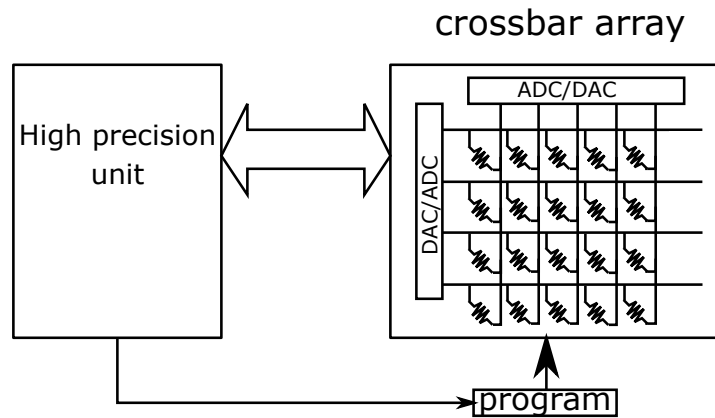 crossbar array
ADC/DAC
High precision
unit
DAC/ADC
program